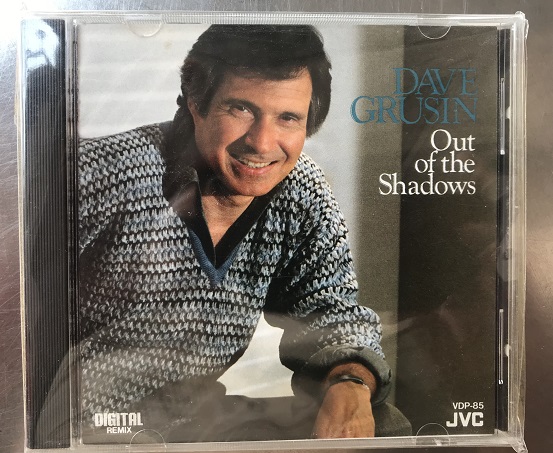 DAVE
GRUSIN
Out
of the
Shadows
DIGITAL
REMIX
VDP-85
JVC